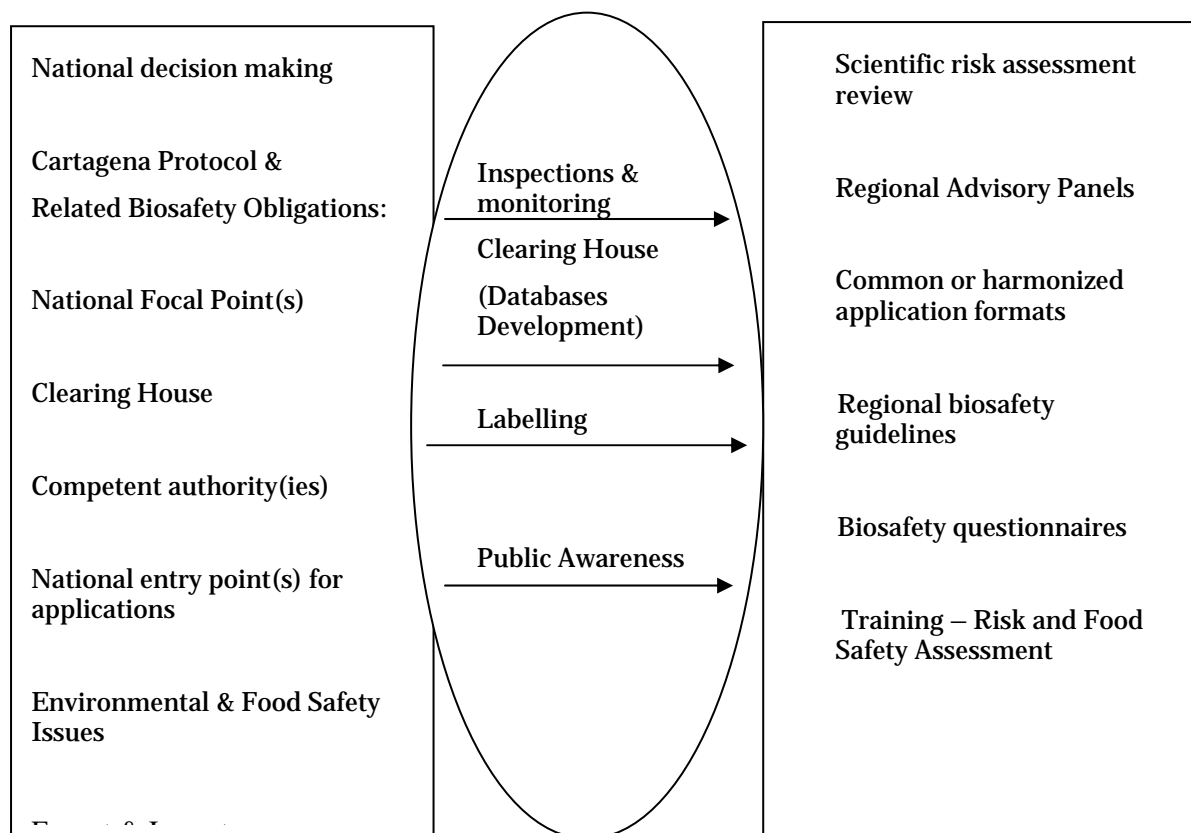 National decision making
Cartagena Protocol &
Related Biosafety Obligations:
National Focal Point(s)
Clearing House
Competent authority(ies)
National entry point(s) for
applications
Environmental & Food Safety
Issues
Inspections &
monitoring
Clearing House
(Databases
Development)
Labelling
Public Awareness
Scientific risk assessment
review
Regional Advisory Panels
Common or harmonized
application formats
Regional biosafety
guidelines
Biosafety questionnaires
Training – Risk and Food
Safety Assessment